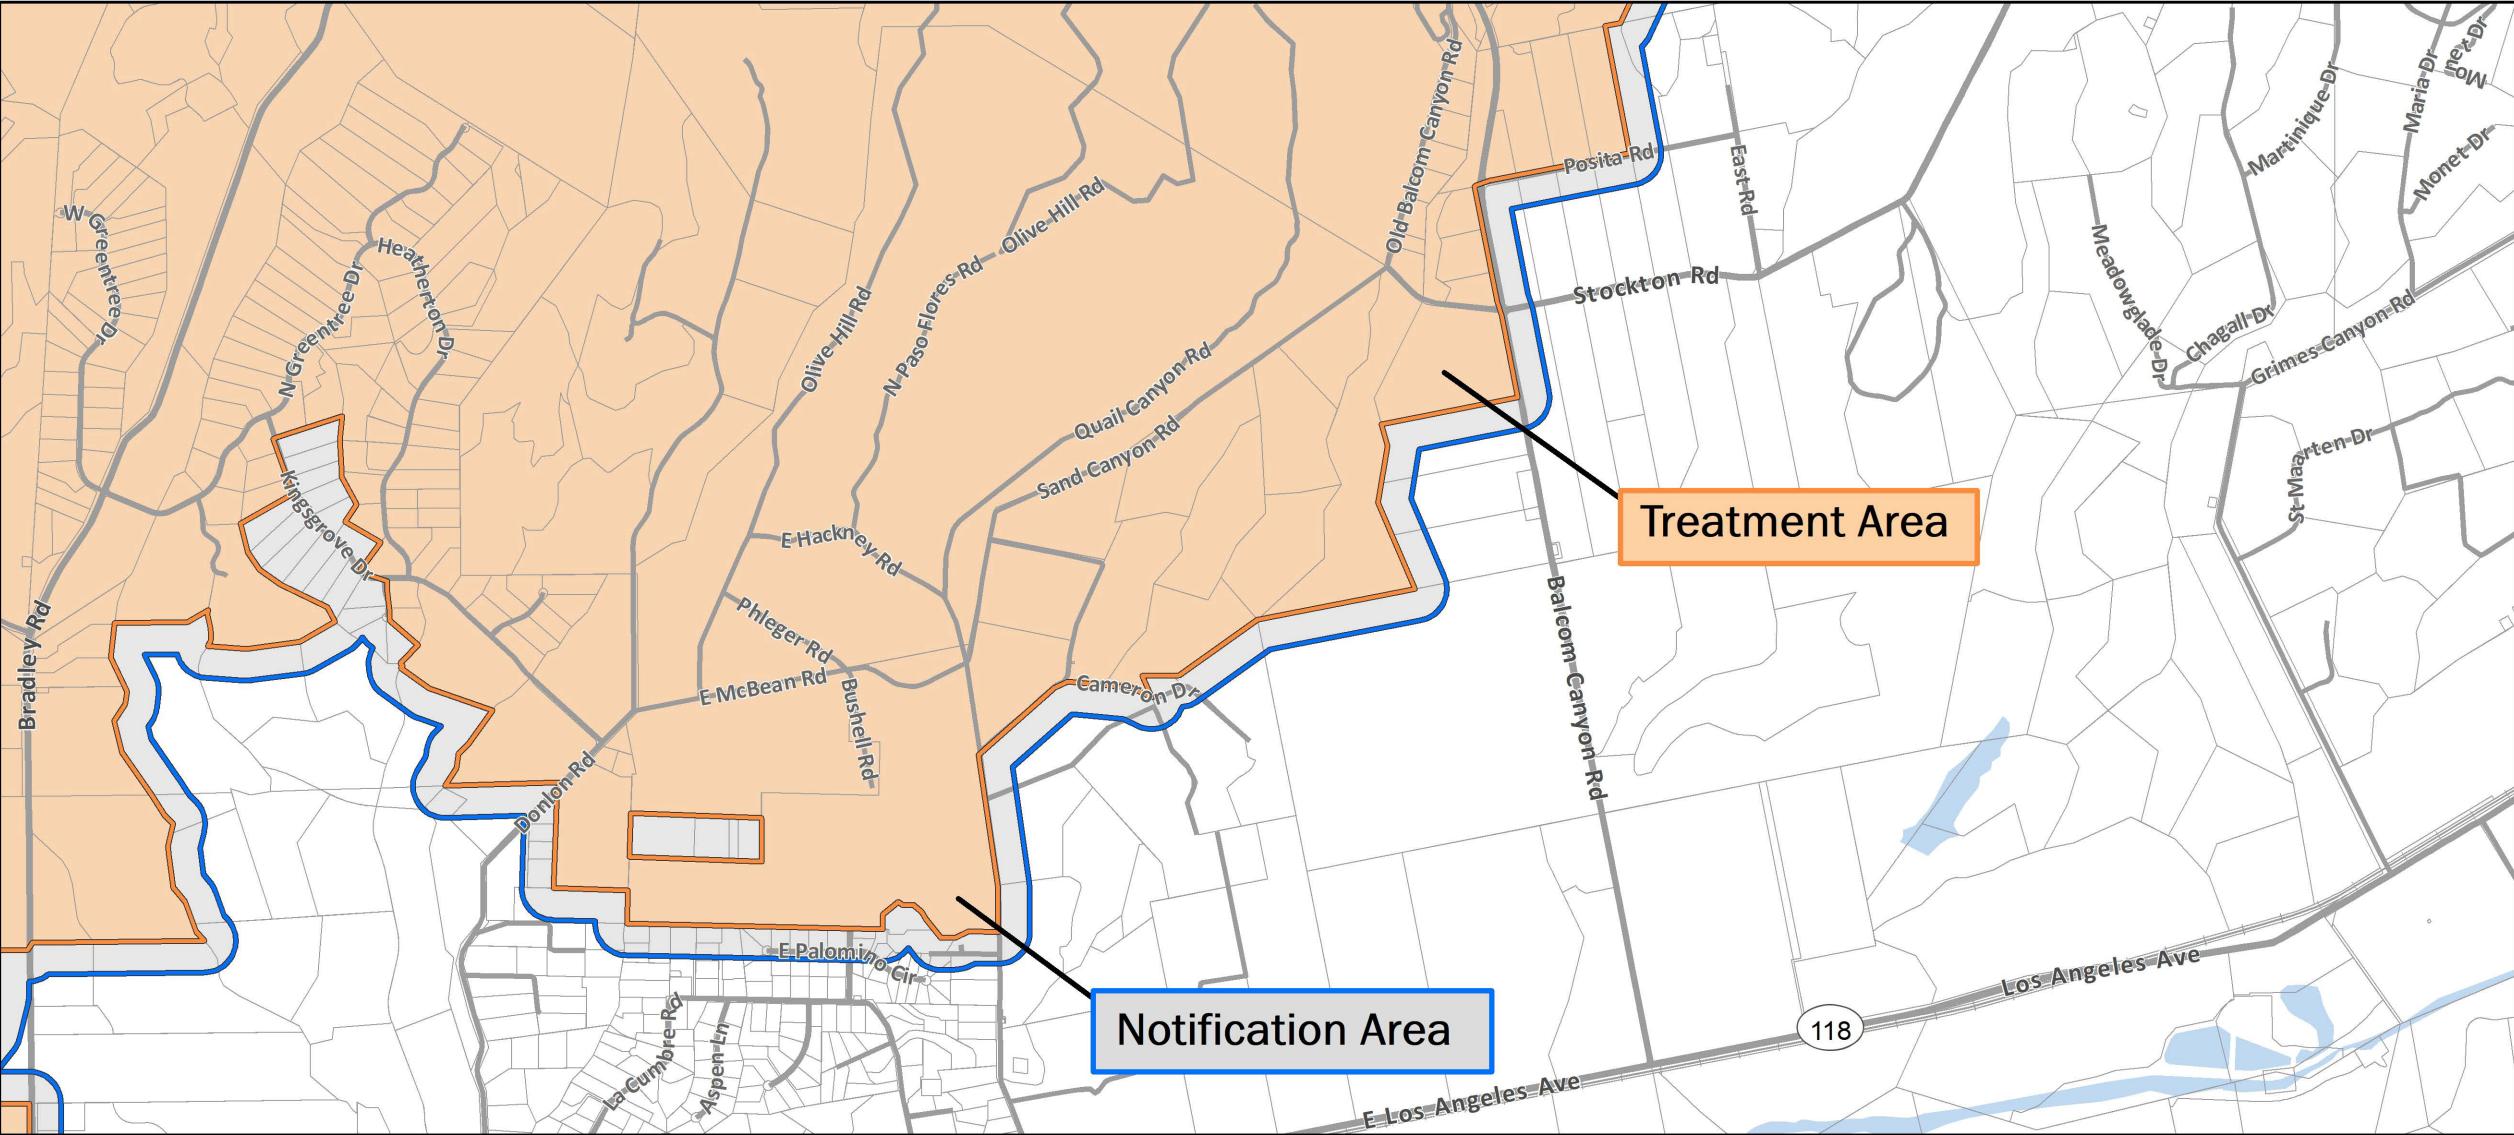 Maria Dr
Monet Dr
Martinique Dr
Monet Dr
Old Balcom Canyon Rd
Posita Rd
East Rd
W Greentree Dr
Heatherton Dr
N Greentree Dr
Olive Hill Rd
N Paso Flores Rd
Olive Hill Rd
Stockton Rd
Meadowglade Dr
Chagall Dr
Grimes Canyon Rd
Quail Canyon Rd
Sand Canyon Rd
St Maarten Dr
Kingsgrove Dr
E Hackney Rd
Treatment Area
Bradley Rd
Phleger Rd
E McBean Rd
Bushell Rd
Cameron Dr
Balcom Canyon Rd
Donlon Rd
E Palomino Cir
Los Angeles Ave
La Cumbre Rd
Aspen Ln
Notification Area
118
E Los Angeles Ave